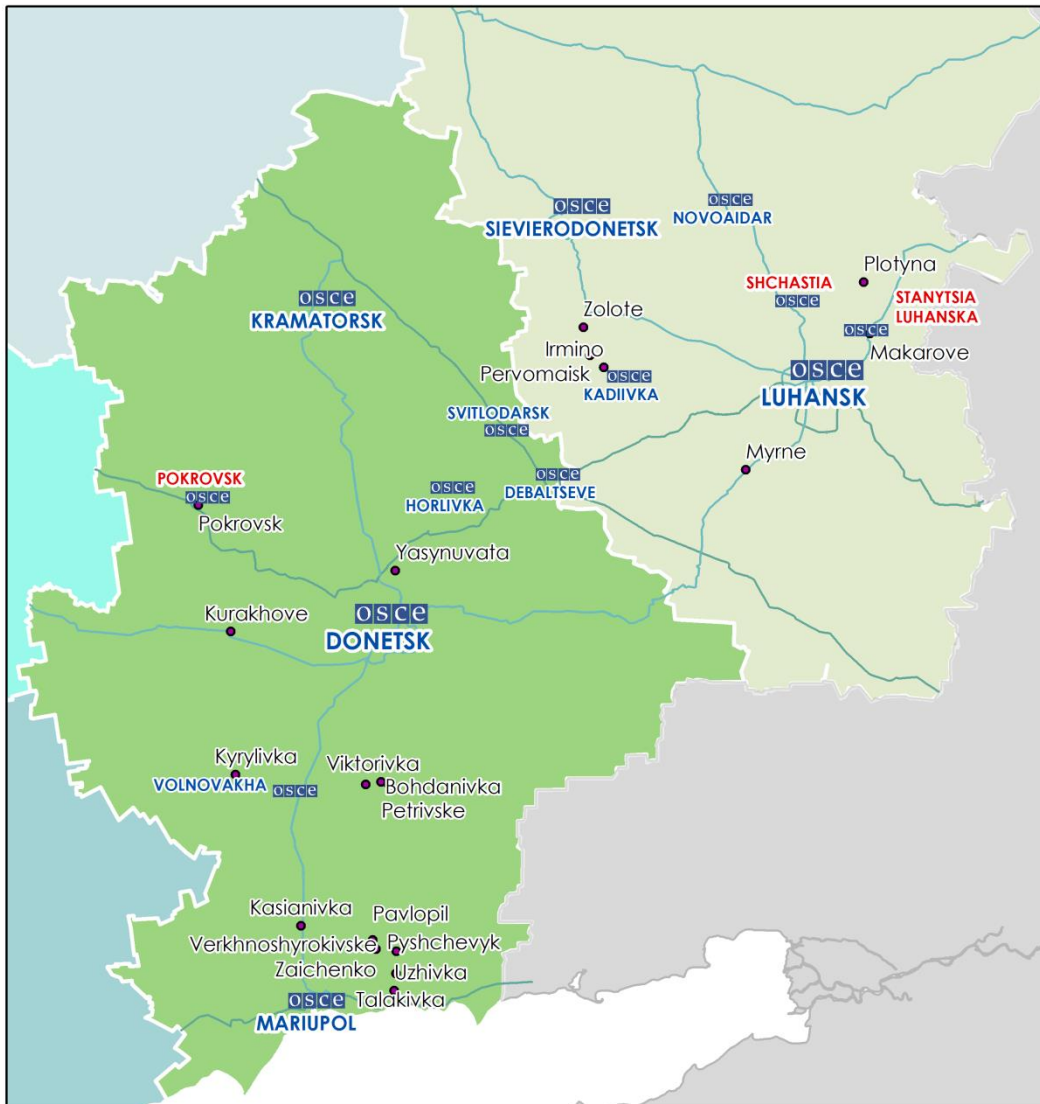 osce
SIEVIERODONETSK
osce
NOVOAIDAR
Plotyna
SHCHASTIA
osce
STANYTSIA
LUHANSKA
osce
Makarove
osce
KRAMATORSK
Zolote
Irmino
Pervomaisk
osce
KADIIVKA
osce
LUHANSK
SVITLODARSK
osce
Myrne
POKROVSK
osce
Pokrovsk
osce
HORLIVKA
osce
DEBALTSEVE
Yasynuvata
Kurakhove
osce
DONETSK
Kyrylivka
VOLNOVAKHA
osce
Viktorivka
Bohdanivka
Petrivske
Kasianivka
Pavlopil
Verkhnoshyrokivske
Pyshchevyk
Zaichenko
Uzhivka
Talakivka
osce
MARIUPOL